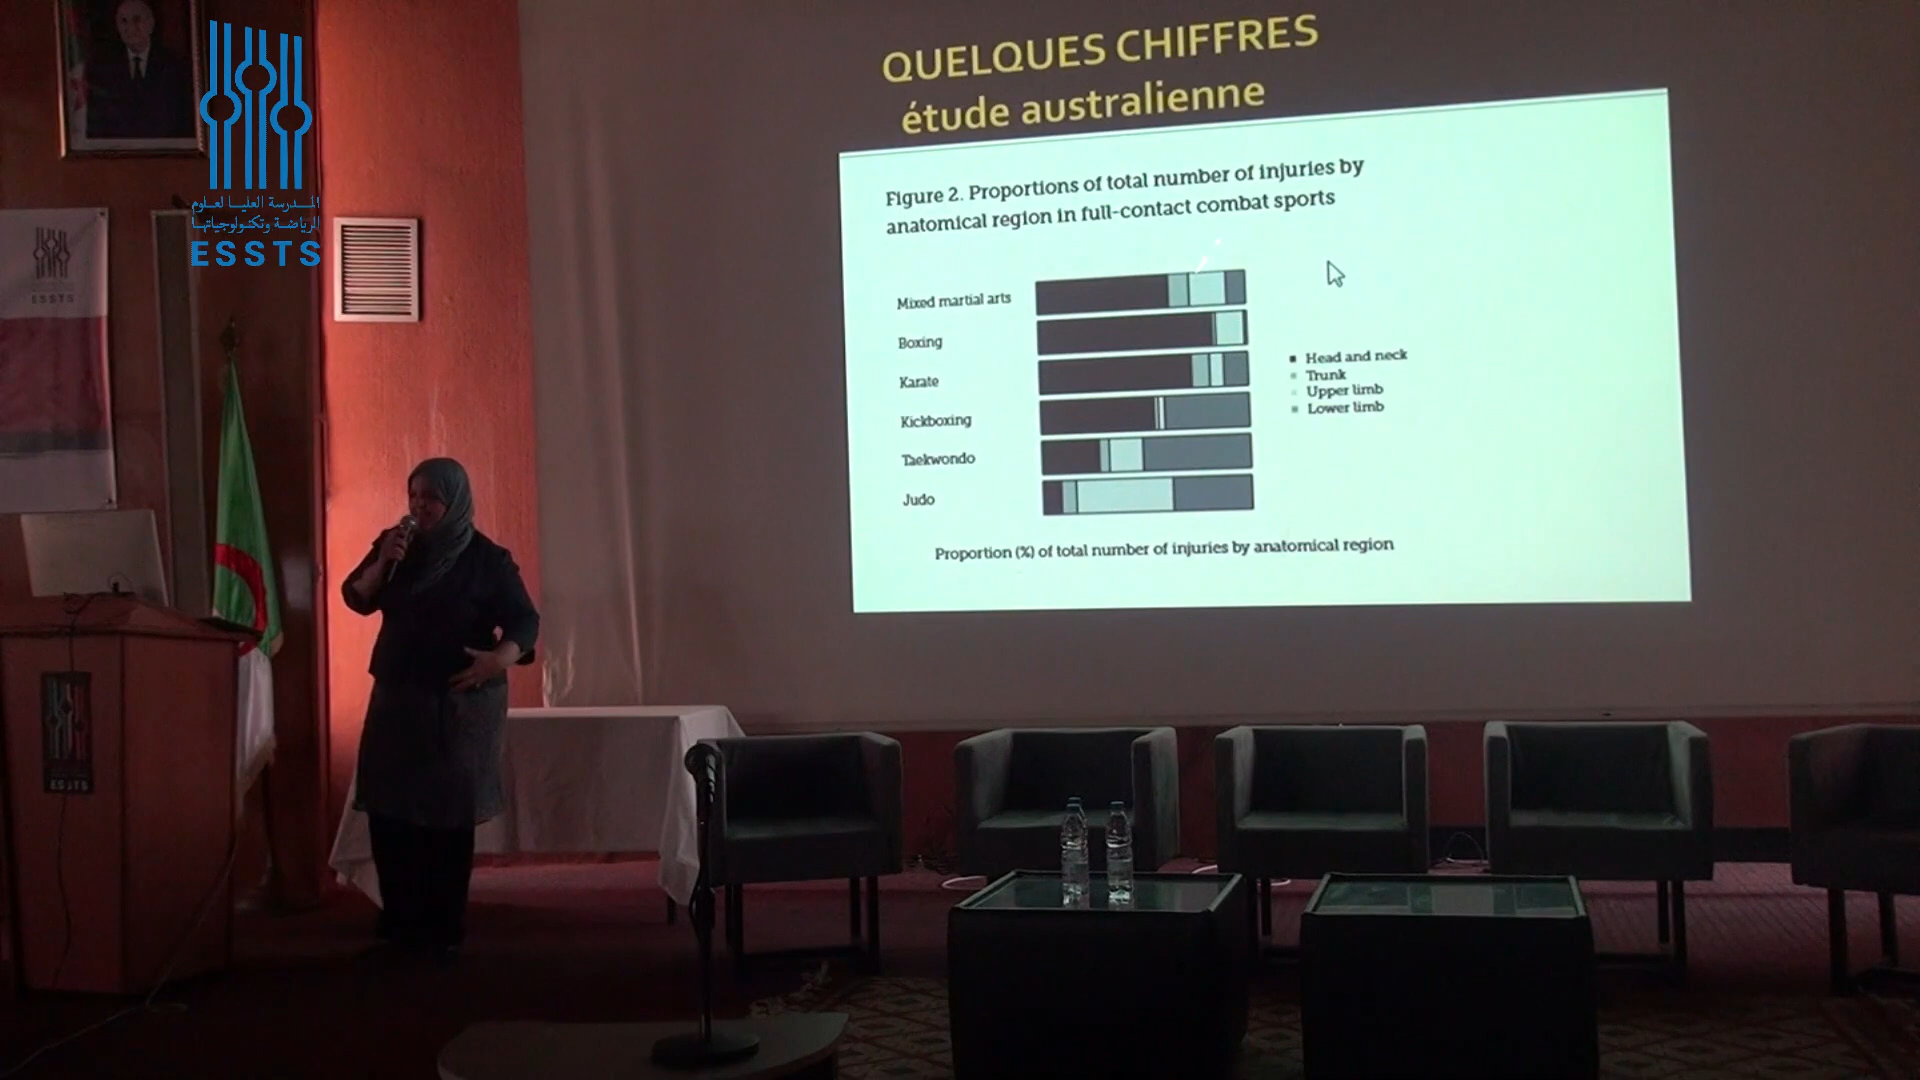 المدرسة العليا لعلوم
الرياضة وتكنولوجياتها
ESSTS
ESSTS
ESSTS
QUELQUES CHIFFRES
étude australienne
Figure 2. Proportions of total number of injuries by
anatomical region in full-contact combat sports
Mixed martial arts
Boxing
Karate
Kickboxing
Taekwondo
Judo
Head and neck
Trunk
Upper limb
Lower limb
Proportion (%) of total number of injuries by anatomical region